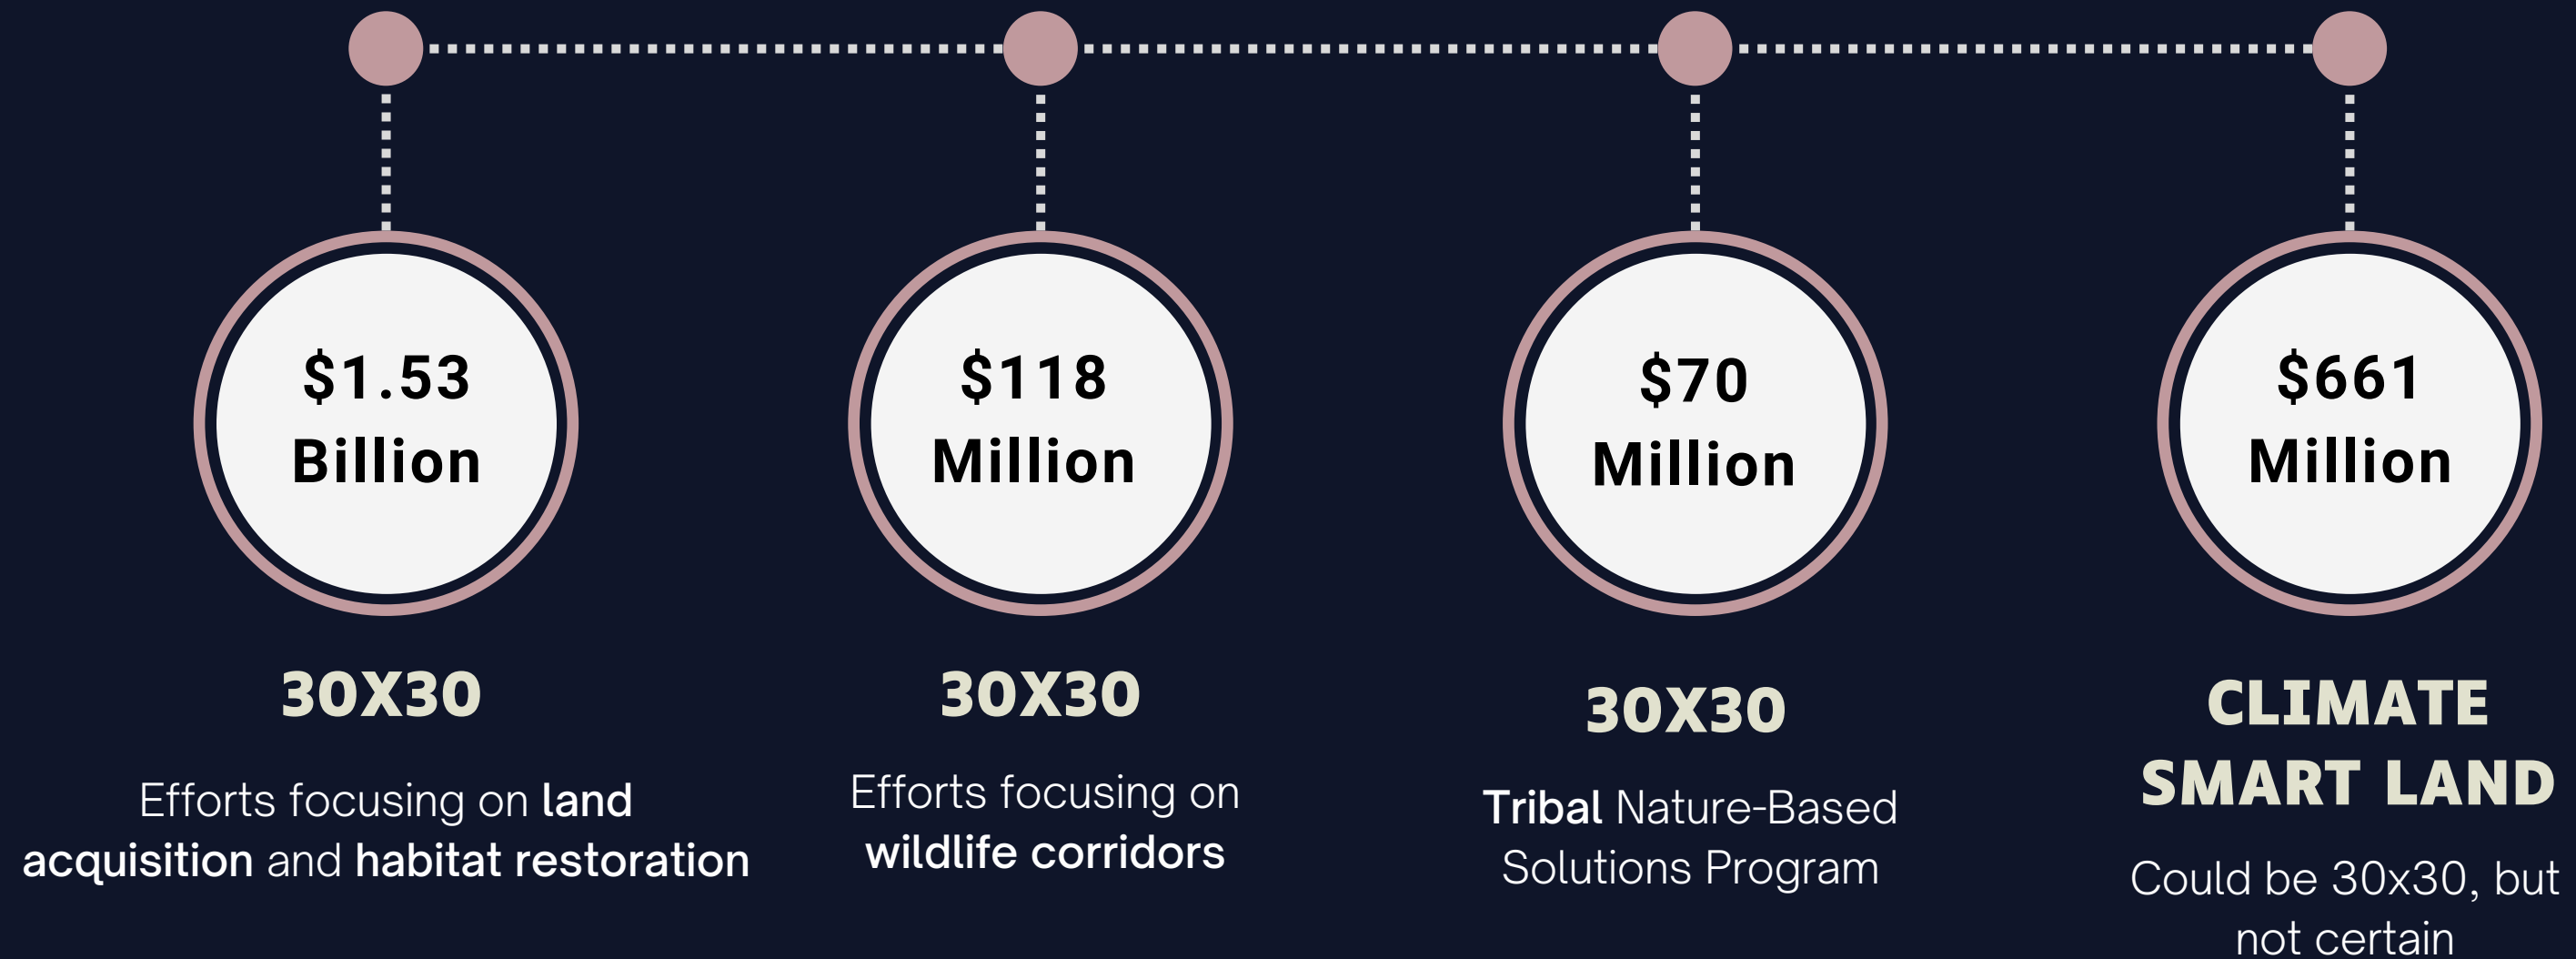 $1.53
Billion
30X30
Efforts focusing on land
acquisition and habitat restoration
$118
Million
30X30
Efforts focusing on
wildlife corridors
$70
Million
30X30
Tribal Nature-Based
Solutions Program
$661
Million
CLIMATE
SMART LAND
Could be 30x30, but
not certain